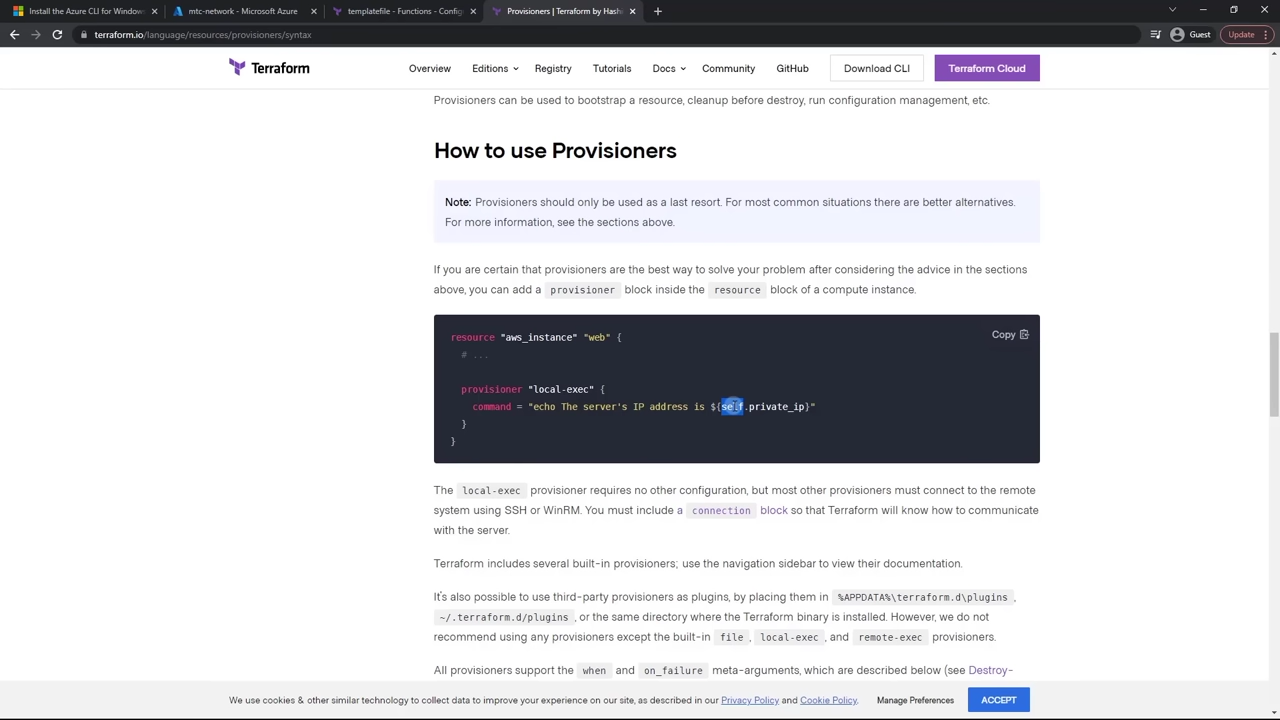 Install the Azure CLI for Window
mtc-network - Microsoft Azure
templatefile - Functions - Config
Provisioners | Terraform by Hashi
terraform.io/language/resources/provisioners/syntax
Guest
Update
Terraform
Overview
Editions
Registry
Tutorials
Docs
Community
GitHub
Download CLI
Terraform Cloud
Provisioners can be used to bootstrap a resource, cleanup before destroy, run configuration management, etc.
How to use Provisioners
Note: Provisioners should only be used as a last resort. For most common situations there are better alternatives.
For more information, see the sections above.
If you are certain that provisioners are the best way to solve your problem after considering the advice in the sections
above, you can add a provisioner block inside the resource block of a compute instance.
Copy
resource "aws_instance" "web" {
# ...
provisioner "local-exec" {
command = "echo The server's IP address is ${self.private_ip}"
}
}
The local-exec provisioner requires no other configuration, but most other provisioners must connect to the remote
system using SSH or WinRM. You must include a connection block so that Terraform will know how to communicate
with the server.
Terraform includes several built-in provisioners; use the navigation sidebar to view their documentation.
It's also possible to use third-party provisioners as plugins, by placing them in %APPDATA%\terraform.d\plugins ,
~/.terraform.d/plugins , or the same directory where the Terraform binary is installed. However, we do not
recommend using any provisioners except the built-in file , local-exec , and remote-exec provisioners.
All provisioners support the when and on_failure meta-arguments, which are described below (see Destroy-
We use cookies & other similar technology to collect data to improve your experience on our site, as described in our Privacy Policy and Cookie Policy.
Manage Preferences
ACCEPT